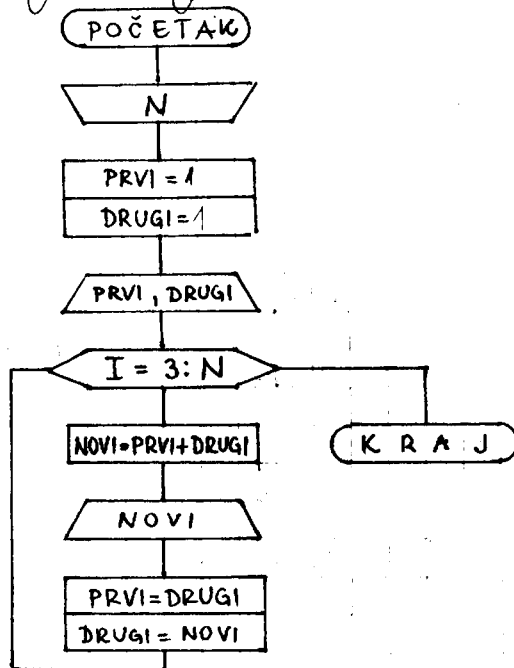 POČETAK
N
PRVI = 1
DRUGI = 1
PRVI, DRUGI
I = 3: N
NOVI=PRVI+DRUGI
KRAJ
NOVI
PRVI=DRUGI
DRUGI = NOVI